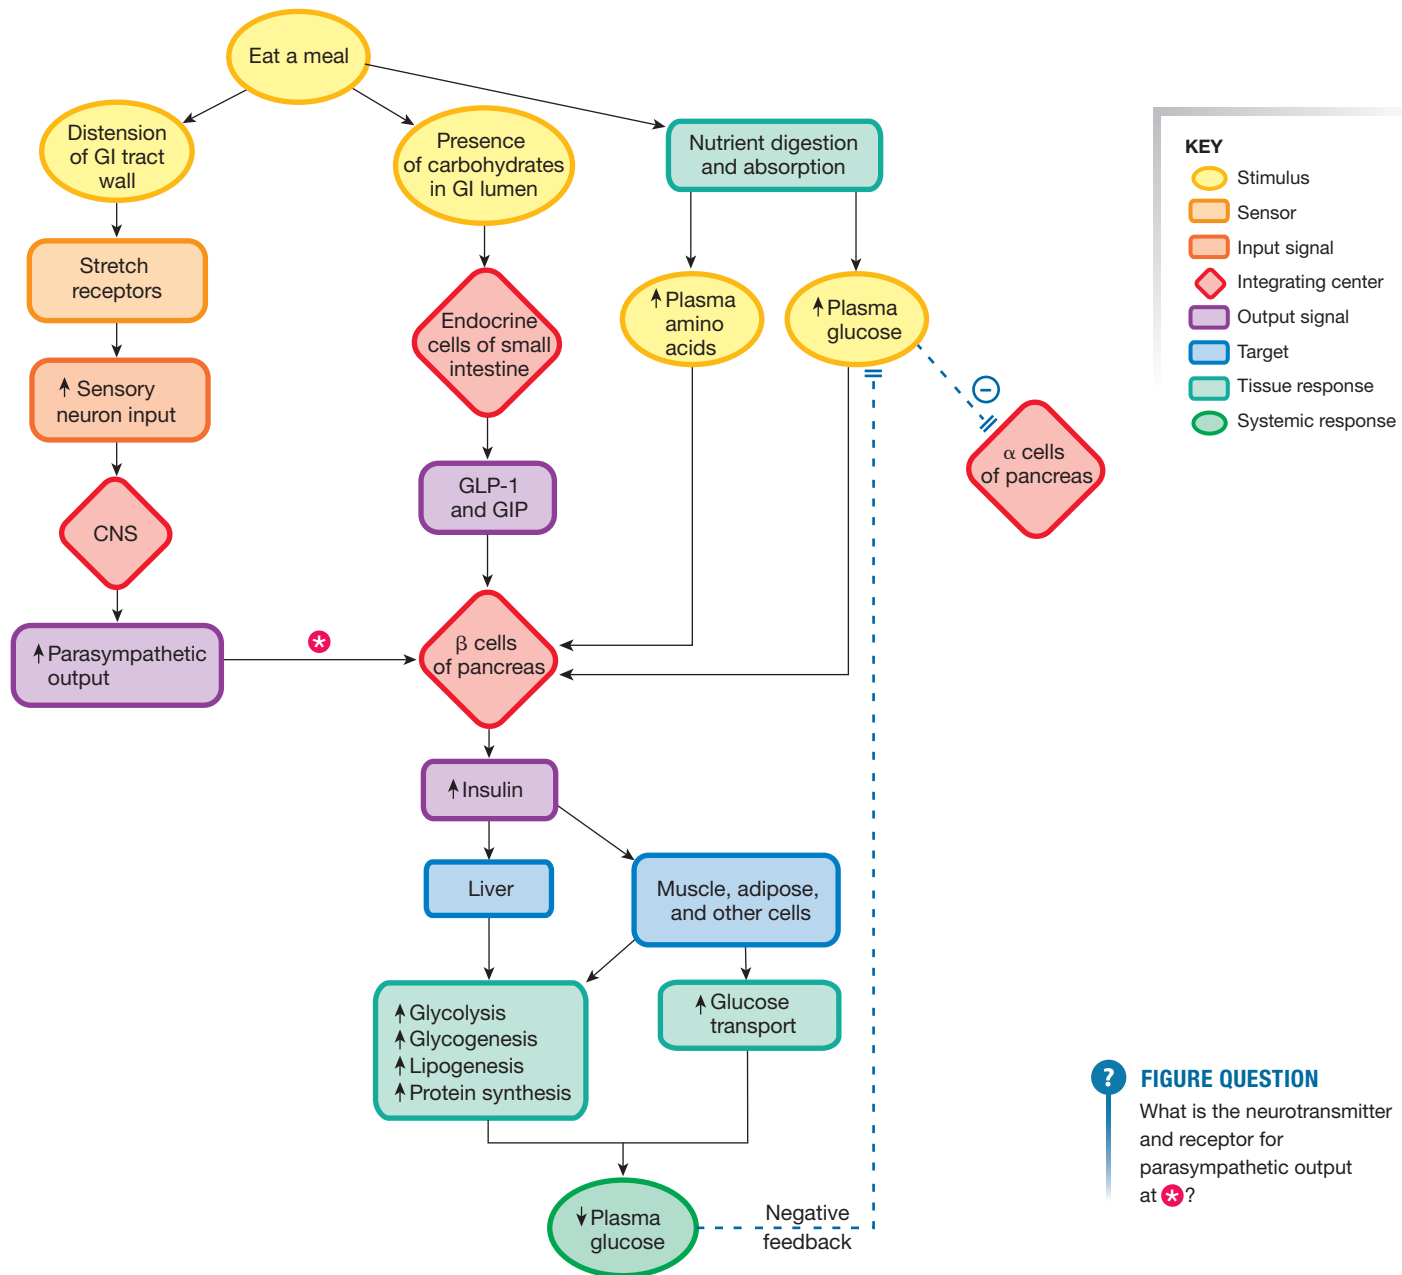 Eat a meal
Distension
of GI tract
wall
Presence
of carbohydrates
in GI lumen
Nutrient digestion
and absorption
Stretch
receptors
Endocrine
cells of small
intestine
↑ Plasma
amino
acids
↑ Plasma
glucose
−
α cells
of pancreas
↑ Sensory
neuron input
GLP-1
and GIP
CNS
↑ Parasympathetic
output
*
β cells
of pancreas
↑ Insulin
Liver
Muscle, adipose,
and other cells
↑ Glycolysis
↑ Glycogenesis
↑ Lipogenesis
↑ Protein synthesis
↑ Glucose
transport
↓ Plasma
glucose
Negative
feedback
KEY
Stimulus
Sensor
Input signal
Integrating center
Output signal
Target
Tissue response
Systemic response
? FIGURE QUESTION
What is the neurotransmitter
and receptor for
parasympathetic output
at * ?